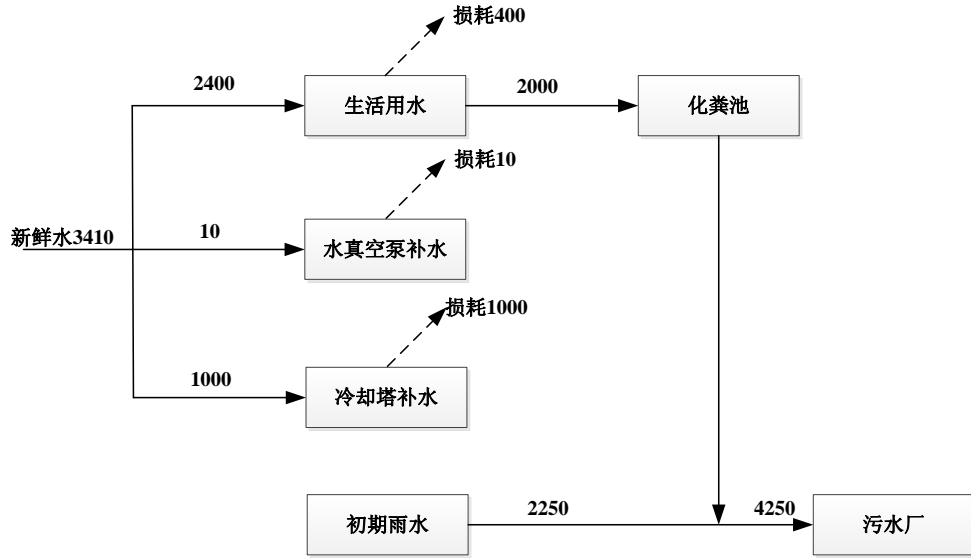 损耗400
2400
生活用水
2000
化粪池
损耗10
新鲜水3410
10
水真空泵补水
损耗1000
1000
冷却塔补水
初期雨水
2250
4250
污水厂